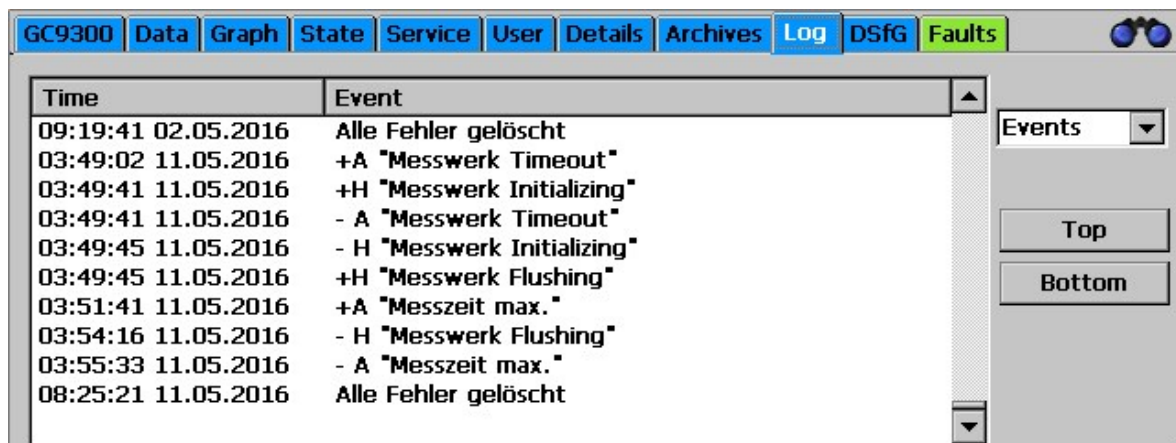 GC9300 Data Graph State Service User Details Archives Log DSfG Faults
Time Event
09:19:41 02.05.2016 Alle Fehler gelöscht
03:49:02 11.05.2016 +A "Messwerk Timeout"
03:49:41 11.05.2016 +H "Messwerk Initializing"
03:49:41 11.05.2016 - A "Messwerk Timeout"
03:49:45 11.05.2016 - H "Messwerk Initializing"
03:49:45 11.05.2016 +H "Messwerk Flushing"
03:51:41 11.05.2016 +A "Messzeit max."
03:54:16 11.05.2016 - H "Messwerk Flushing"
03:55:33 11.05.2016 - A "Messzeit max."
08:25:21 11.05.2016 Alle Fehler gelöscht
Events
Top
Bottom